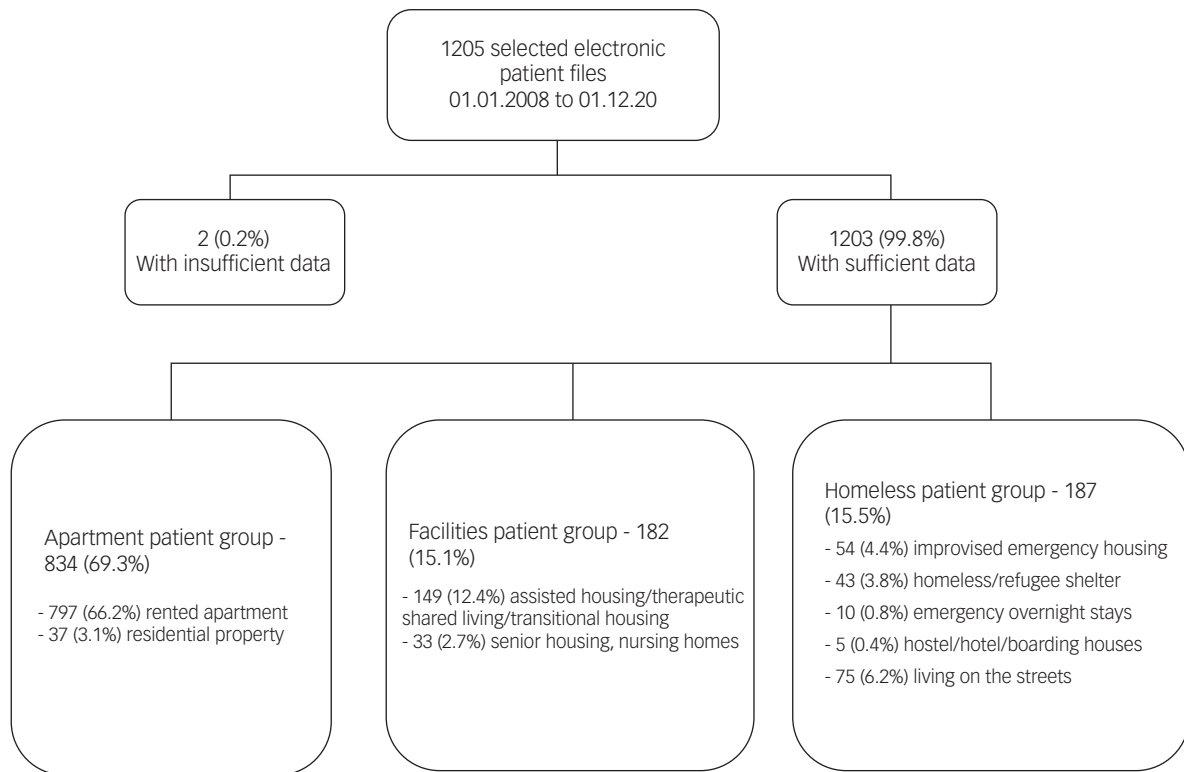 1205 selected electronic
patient files
01.01.2008 to 01.12.20
2 (0.2%)
With insufficient data
1203 (99.8%)
With sufficient data
Apartment patient group -
834 (69.3%)
- 797 (66.2%) rented apartment
- 37 (3.1%) residential property
Facilities patient group - 182
(15.1%)
- 149 (12.4%) assisted housing/therapeutic
shared living/transitional housing
- 33 (2.7%) senior housing, nursing homes
Homeless patient group - 187
(15.5%)
- 54 (4.4%) improvised emergency housing
- 43 (3.8%) homeless/refugee shelter
- 10 (0.8%) emergency overnight stays
- 5 (0.4%) hostel/hotel/boarding houses
- 75 (6.2%) living on the streets